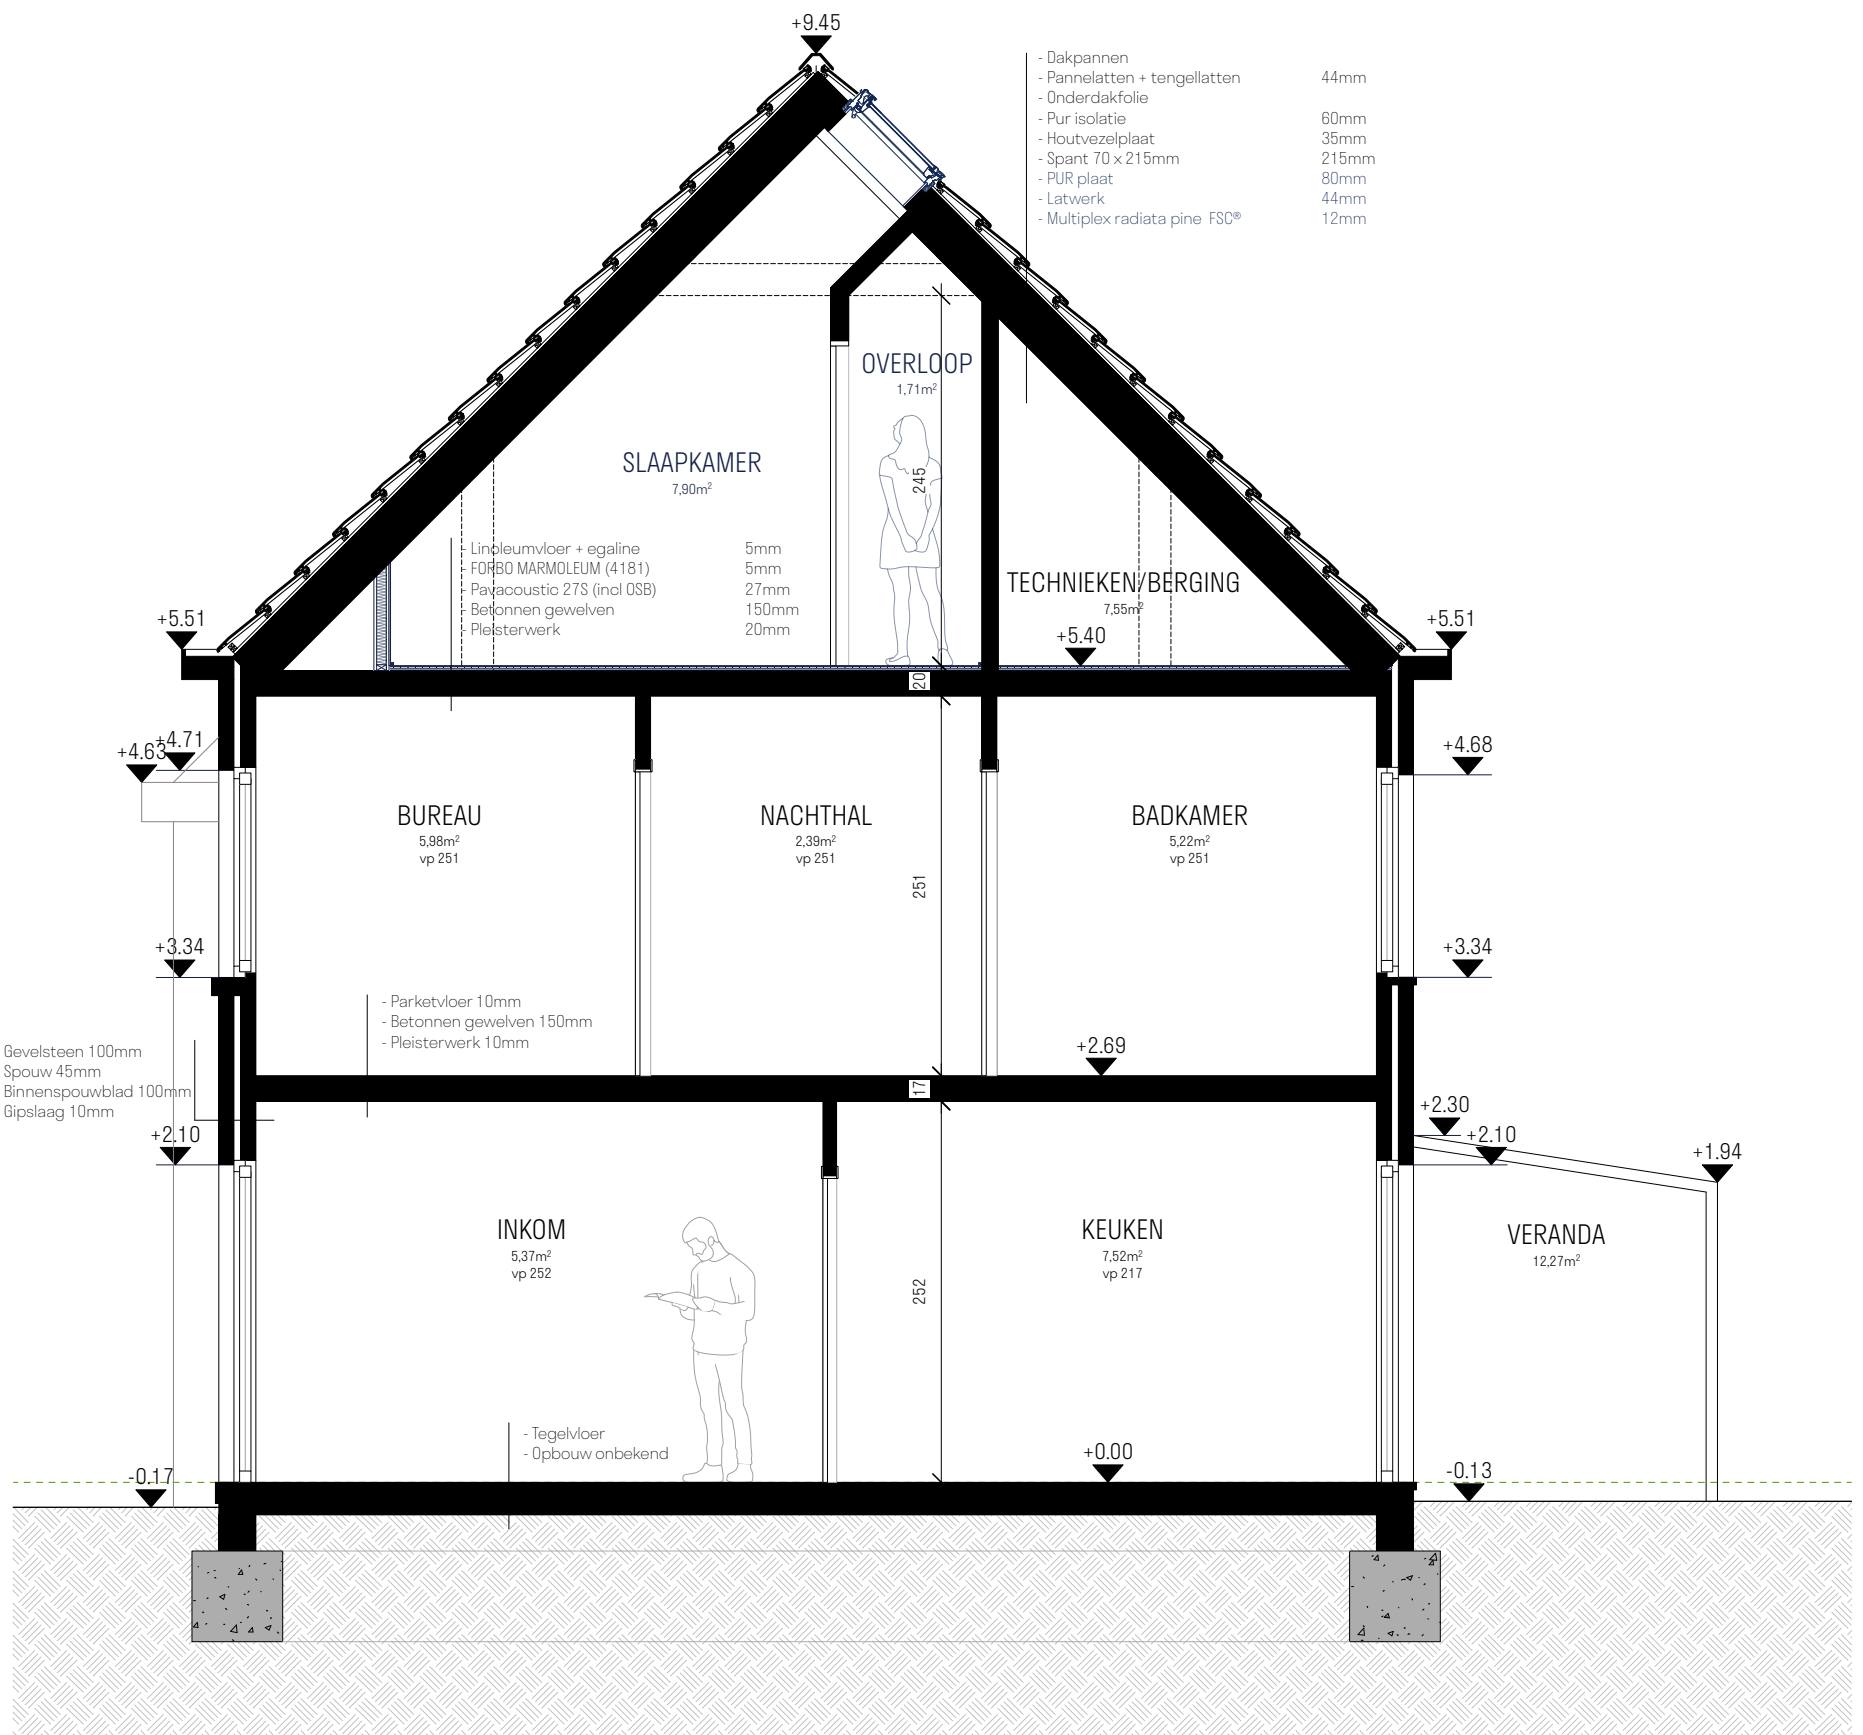 +9.45
- Dakpannen
- Pannelatten + tengellatten 44mm
- Onderdakfolie
- Pur isolatie 60mm
- Houtvezelplaat 35mm
- Spant 70 x 215mm 215mm
- PUR plaat 80mm
- Latwerk 44mm
- Multiplex radiata pine FSC® 12mm
OVERLOOP
1,71m²
SLAAPKAMER
7,90m²
245
- Linoleumvloer + egaline 5mm
- FORBO MARMOLEUM (4181) 5mm
- Pavacoustic 27S (incl OSB) 27mm
- Betonnen gewelven 150mm
- Pleisterwerk 20mm
TECHNIEKEN/BERGING
7,55m²
+5.40
+5.51
+5.51
20
+4.71
+4.63
+4.68
BUREAU
5,98m²
vp 251
NACHTHAL
2,39m²
vp 251
BADKAMER
5,22m²
vp 251
251
+3.34
+3.34
- Parketvloer 10mm
- Betonnen gewelven 150mm
- Pleisterwerk 10mm
Gevelsteen 100mm
Spouw 45mm
Binnenspouwblad 100mm
Gipslaag 10mm
+2.69
17
+2.10
+2.30
+2.10
+1.94
INKOM
5,37m²
vp 252
KEUKEN
7,52m²
vp 217
VERANDA
12,27m²
252
- Tegelvloer
- Opbouw onbekend
+0.00
-0.17
-0.13